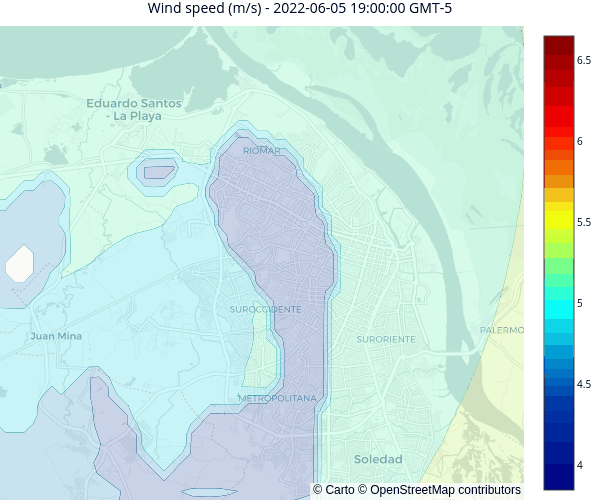 Wind speed (m/s) - 2022-06-05 19:00:00 GMT-5
6.5
Eduardo Santos
- La Playa
6
RIOMAR
5.5
5
SUROCCIDENTE
PALERMO
Juan Mina
SURORIENTE
4.5
METROPOLITANA
Soledad
4
© Carto © OpenStreetMap contributors